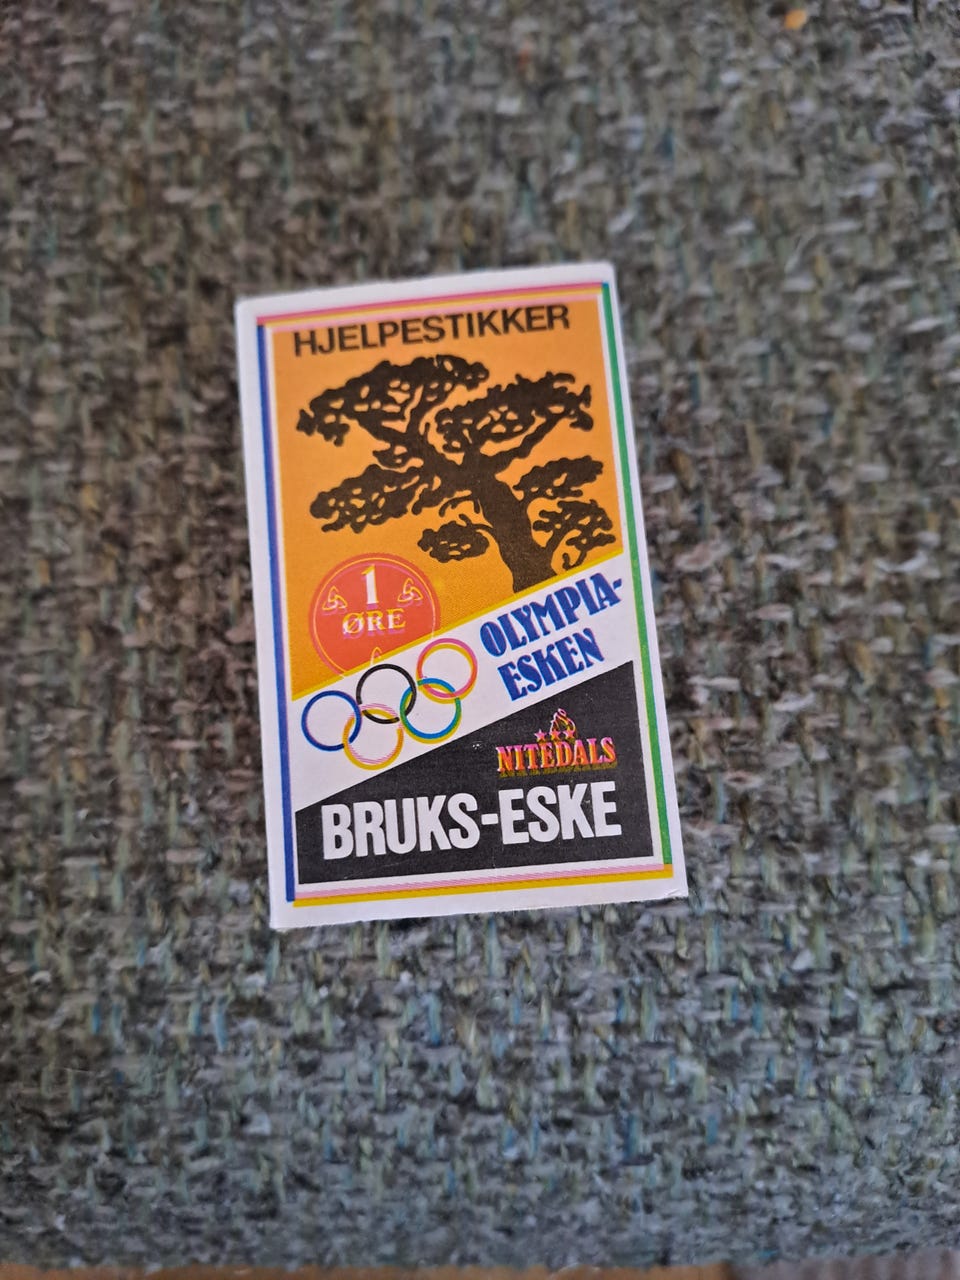 HJELPESTIKKER
1
ØRE
OLYMPIA-
ESKEN
NITEDALS
BRUKS-ESKE